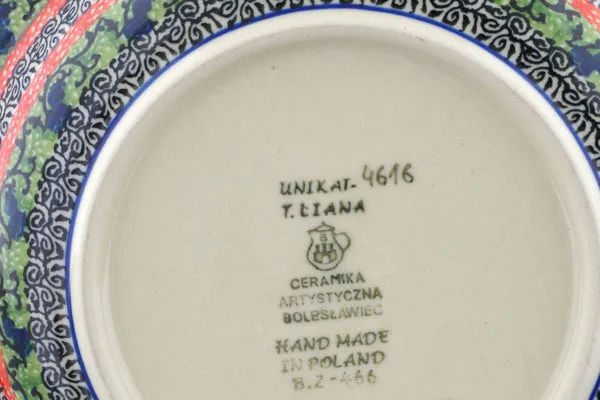 UNIKAT-4616
T. LIANA
B
CERAMIKA
ARTYSTYCZNA
BOLESŁAWIEC
HAND MADE
IN POLAND
B.Z-466